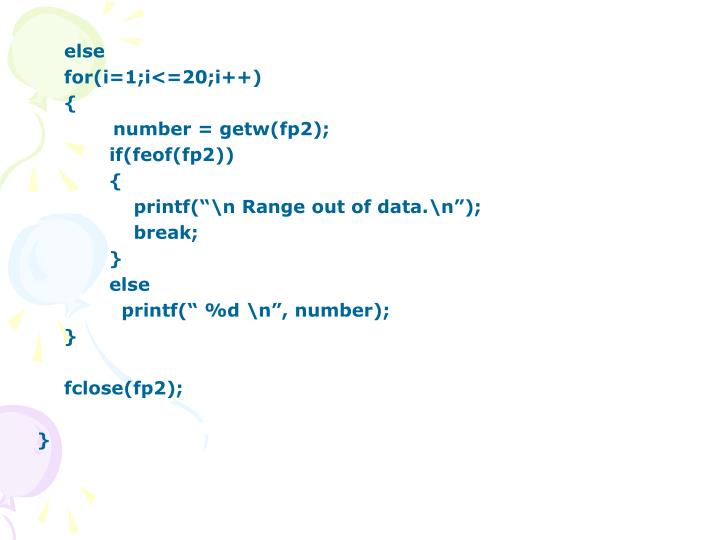 else
for(i=1;i<=20;i++)
{
number = getw(fp2);
if(feof(fp2))
{
printf(“\n Range out of data.\n”);
break;
}
else
printf(“ %d \n”, number);
}
fclose(fp2);
}